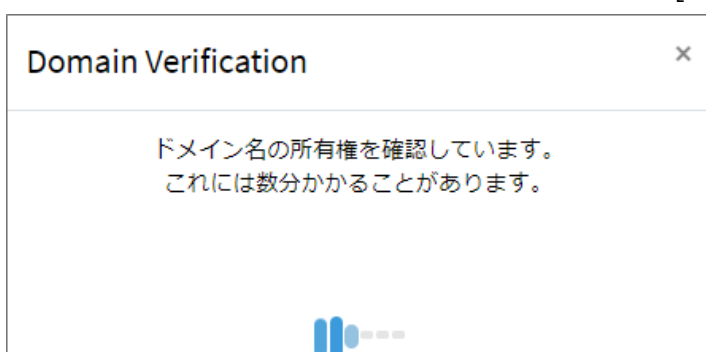 Domain Verification
×
ドメイン名の所有権を確認しています。
これには数分かかることがあります。